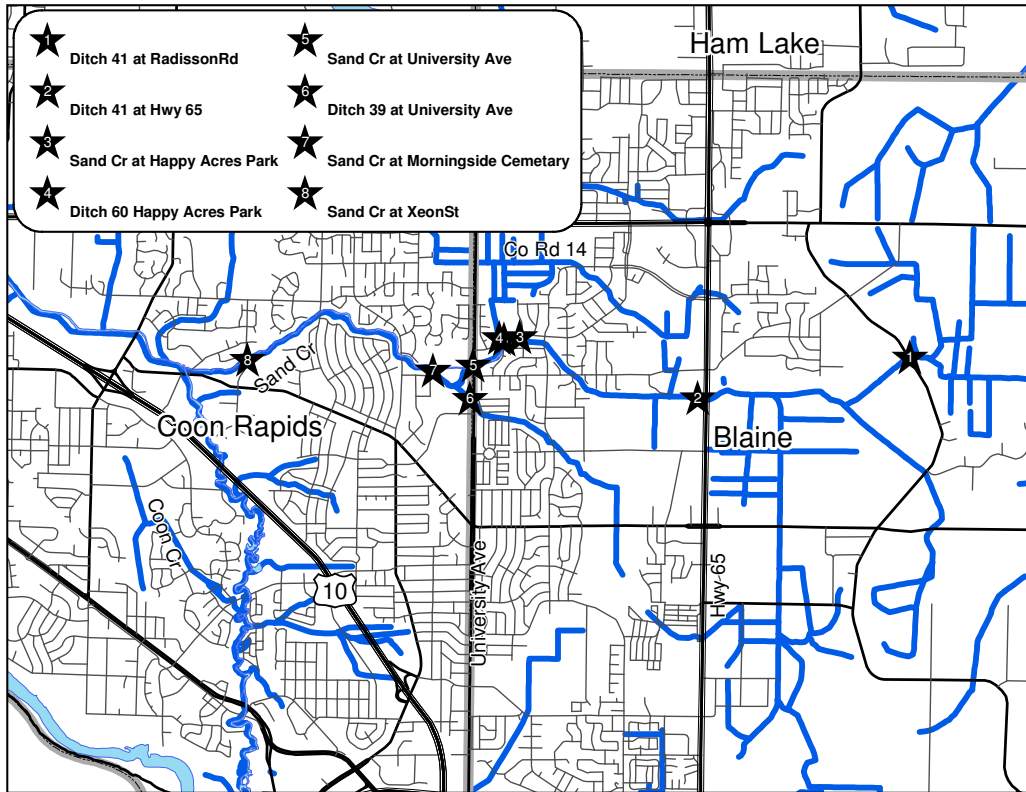 1
Ditch 41 at RadissonRd
5
Sand Cr at University Ave
2
Ditch 41 at Hwy 65
6
Ditch 39 at University Ave
3
Sand Cr at Happy Acres Park
7
Sand Cr at Morningside Cemetary
4
Ditch 60 Happy Acres Park
8
Sand Cr at XeonSt
Ham Lake
Co Rd 14
4
3
1
5
8
7
Sand Cr
6
2
Coon Rapids
Blaine
Coon Cr
University Ave
Hwy 65
10